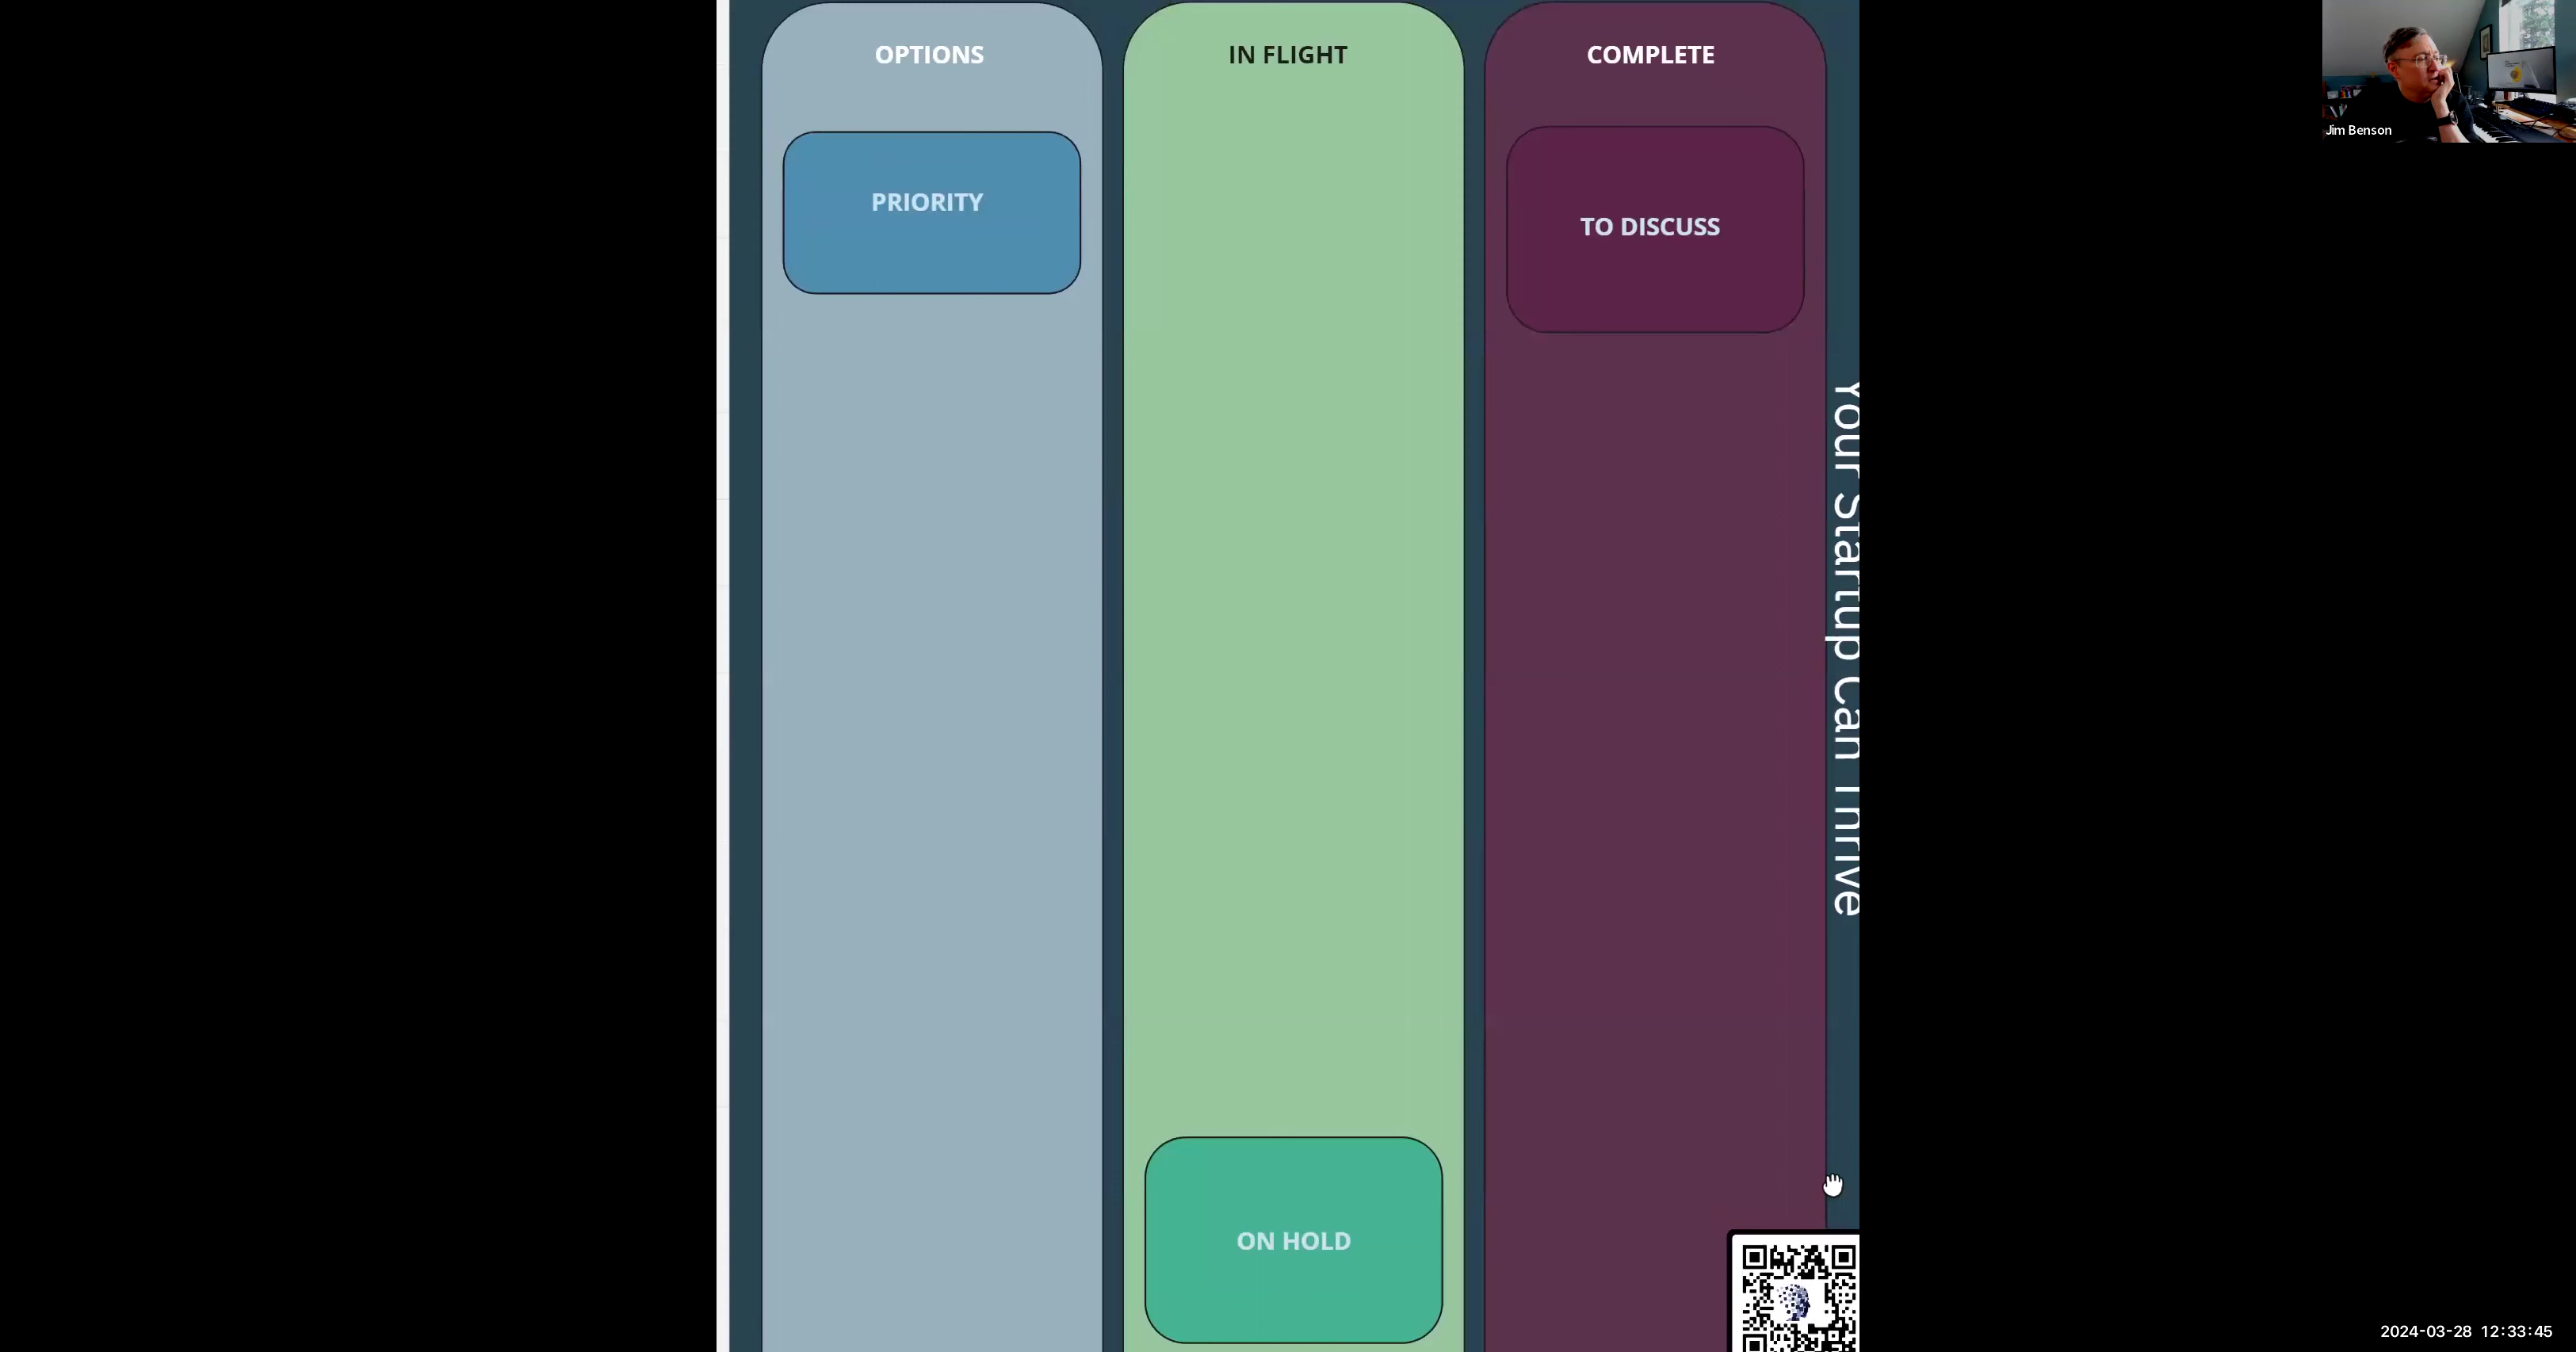 OPTIONS
IN FLIGHT
COMPLETE
PRIORITY
TO DISCUSS
ON HOLD
Your Startup Can Thrive
Jim Benson
2024-03-28 12:33:45